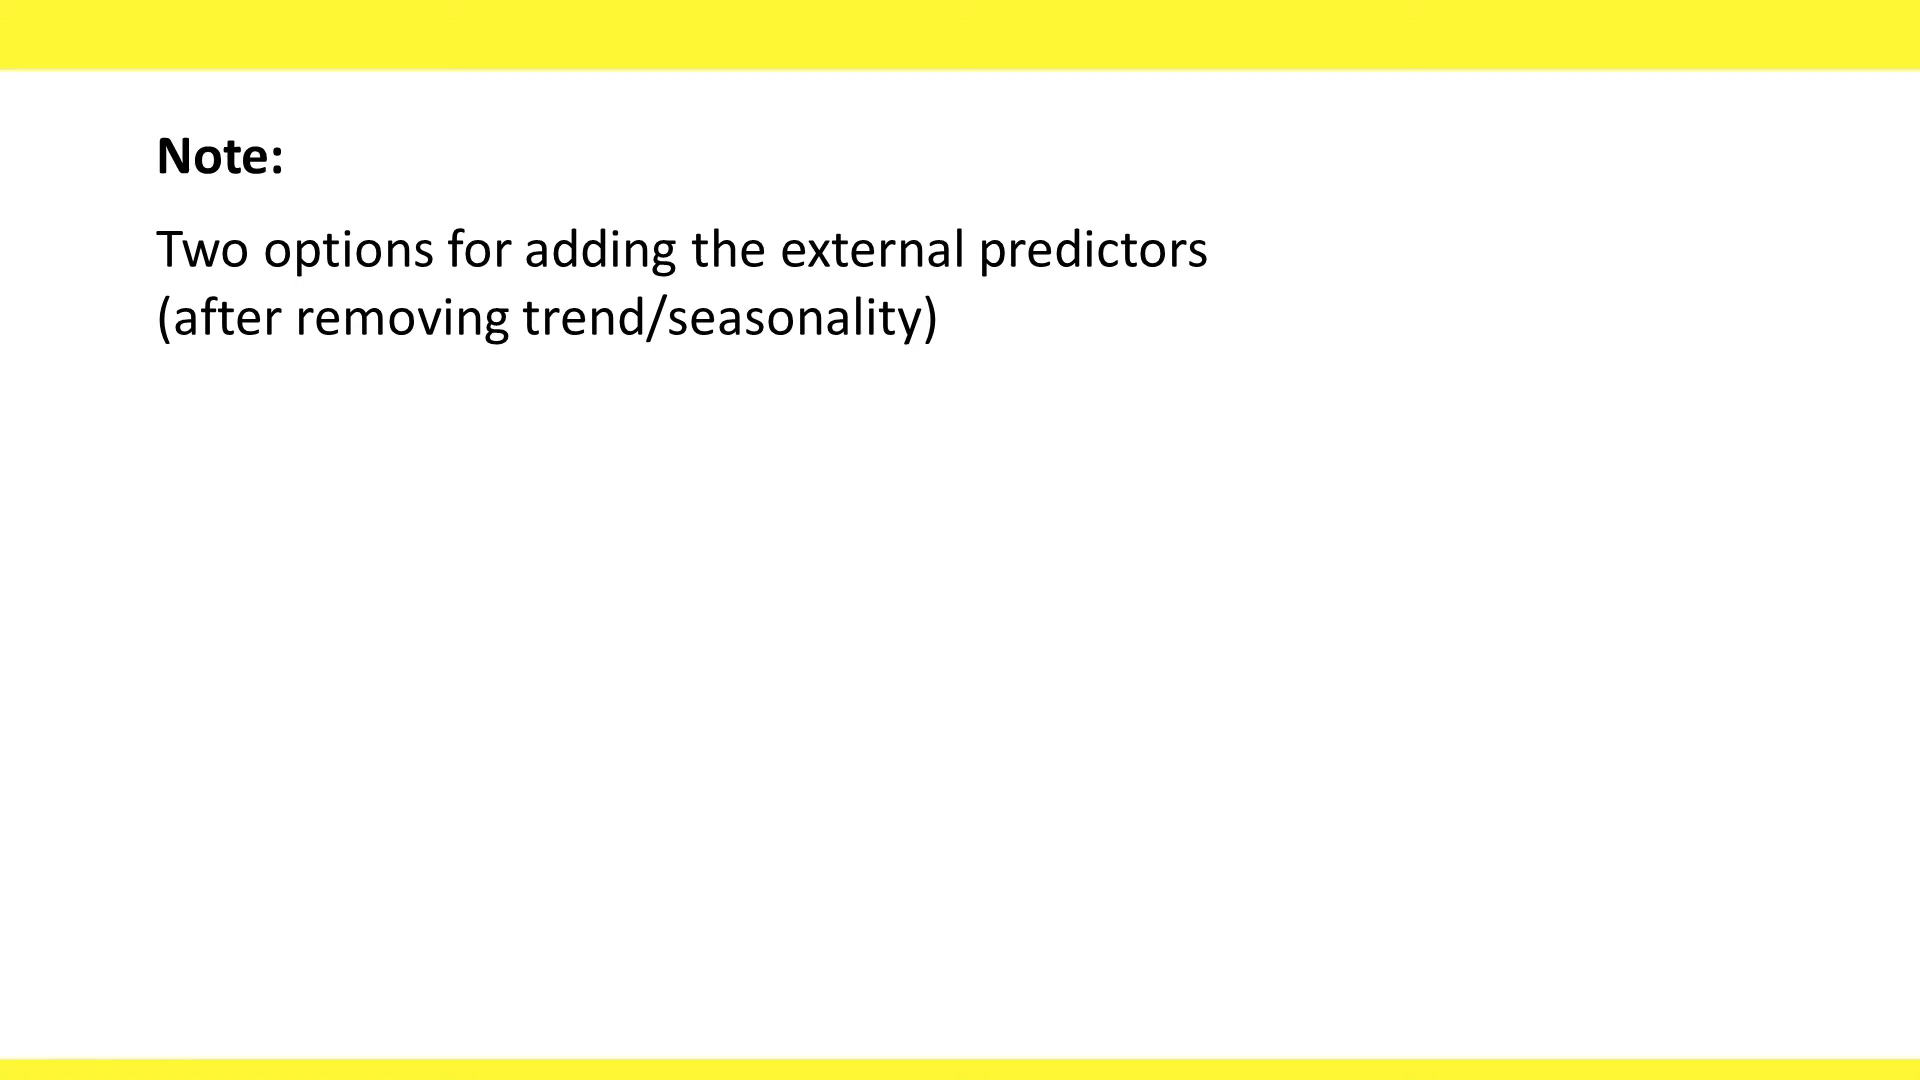 Note:
Two options for adding the external predictors
(after removing trend/seasonality)